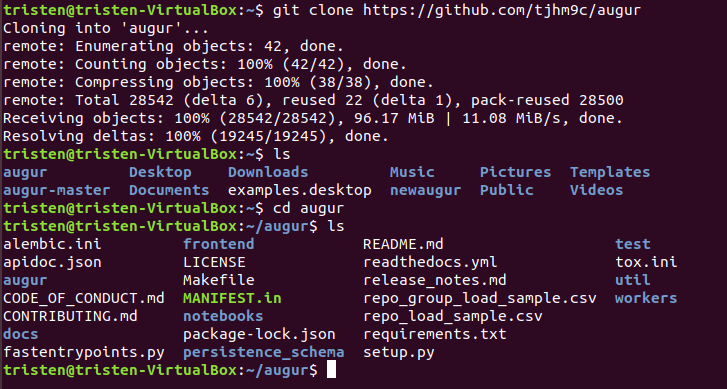 tristen@tristen-VirtualBox:~$ git clone https://github.com/tjhm9c/augur
Cloning into 'augur'...
remote: Enumerating objects: 42, done.
remote: Counting objects: 100% (42/42), done.
remote: Compressing objects: 100% (38/38), done.
remote: Total 28542 (delta 6), reused 22 (delta 1), pack-reused 28500
Receiving objects: 100% (28542/28542), 96.17 MiB | 11.08 MiB/s, done.
Resolving deltas: 100% (19245/19245), done.
tristen@tristen-VirtualBox:~$ ls
augur Desktop Downloads Music Pictures Templates
augur-master Documents examples.desktop newaugur Public Videos
tristen@tristen-VirtualBox:~$ cd augur
tristen@tristen-VirtualBox:~/augur$ ls
alembic.ini frontend README.md test
apidoc.json LICENSE readthedocs.yml tox.ini
augur Makefile release_notes.md util
CODE_OF_CONDUCT.md MANIFEST.in repo_group_load_sample.csv workers
CONTRIBUTING.md notebooks repo_load_sample.csv
docs package-lock.json requirements.txt
fastentrypoints.py persistence_schema setup.py
tristen@tristen-VirtualBox:~/augur$